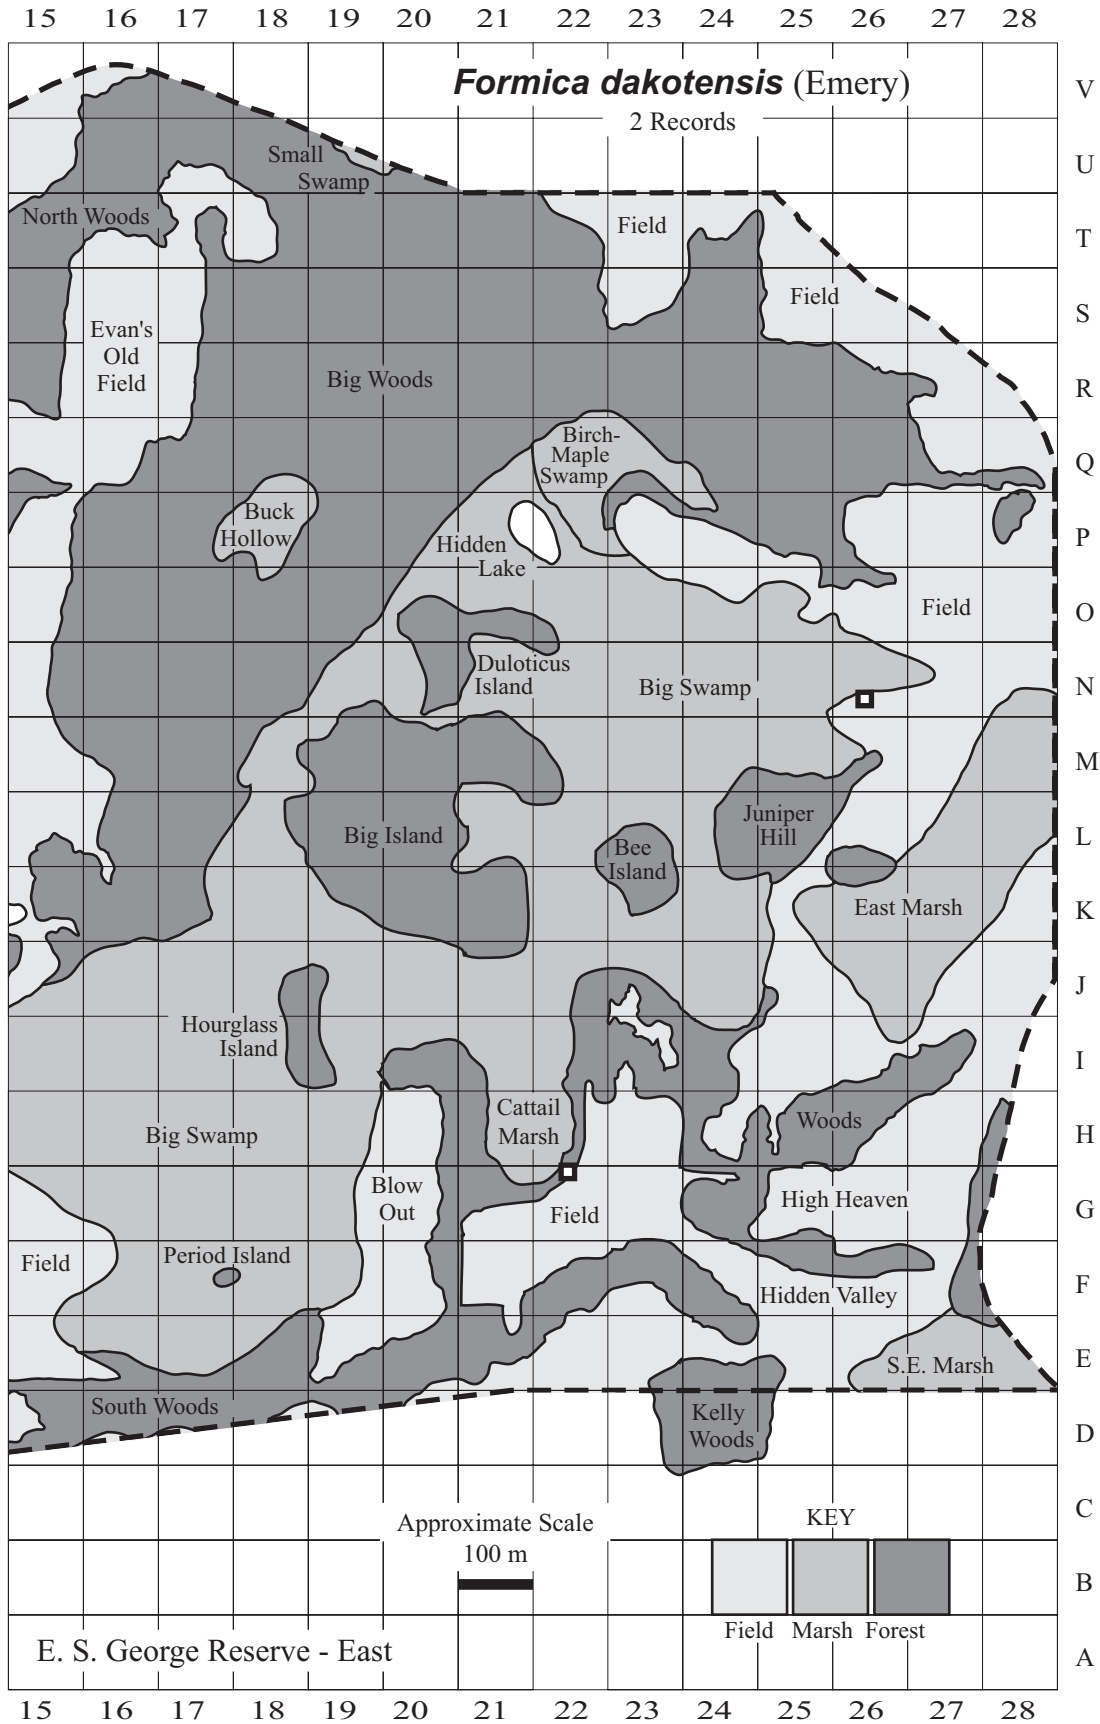 15 16 17 18 19 20 21 22 23 24 25 26 27 28
Formica dakotensis (Emery)
V
2 Records
Small
Swamp
U
North Woods
Field
T
Field
S
Evan's
Old
Field
Big Woods
R
Birch-
Maple
Swamp
Q
Buck
Hollow
Hidden
Lake
P
Field
O
Duloticus
Island
Big Swamp
N
M
Big Island
Juniper
Hill
Bee
Island
L
East Marsh
K
J
Hourglass
Island
I
Cattail
Marsh
Woods
Big Swamp
H
Blow
Out
High Heaven
Field
G
Field
Period Island
Hidden Valley
F
S.E. Marsh
E
South Woods
Kelly
Woods
D
Approximate Scale
100 m
KEY
C
B
Field Marsh Forest
E. S. George Reserve - East
A
15 16 17 18 19 20 21 22 23 24 25 26 27 28